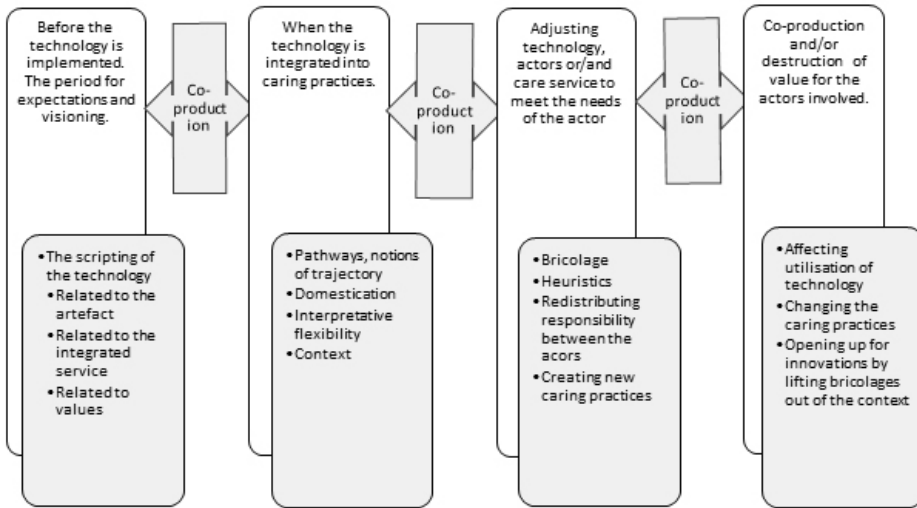 Before the
technology is
implemented.
The period for
expectations and
visioning.
Co-
product
ion
When the
technology is
integrated into
caring practices.
Co-
product
ion
Adjusting
technology,
actors or/and
care service to
meet the needs
of the actor
Co-
product
ion
Co-production
and/or
destruction of
value for the
actors involved.
•The scripting of
the technology
•Related to the
artefact
•Related to the
integrated
service
•Related to
values
•Pathways, notions
of trajectory
•Domestication
•Interpretative
flexibility
•Context
•Bricolage
•Heuristics
•Redistributing
responsibility
between the
acors
•Creating new
caring practices
•Affecting
utilisation of
technology
•Changing the
caring practices
•Opening up for
innovations by
lifting bricolages
out of the context